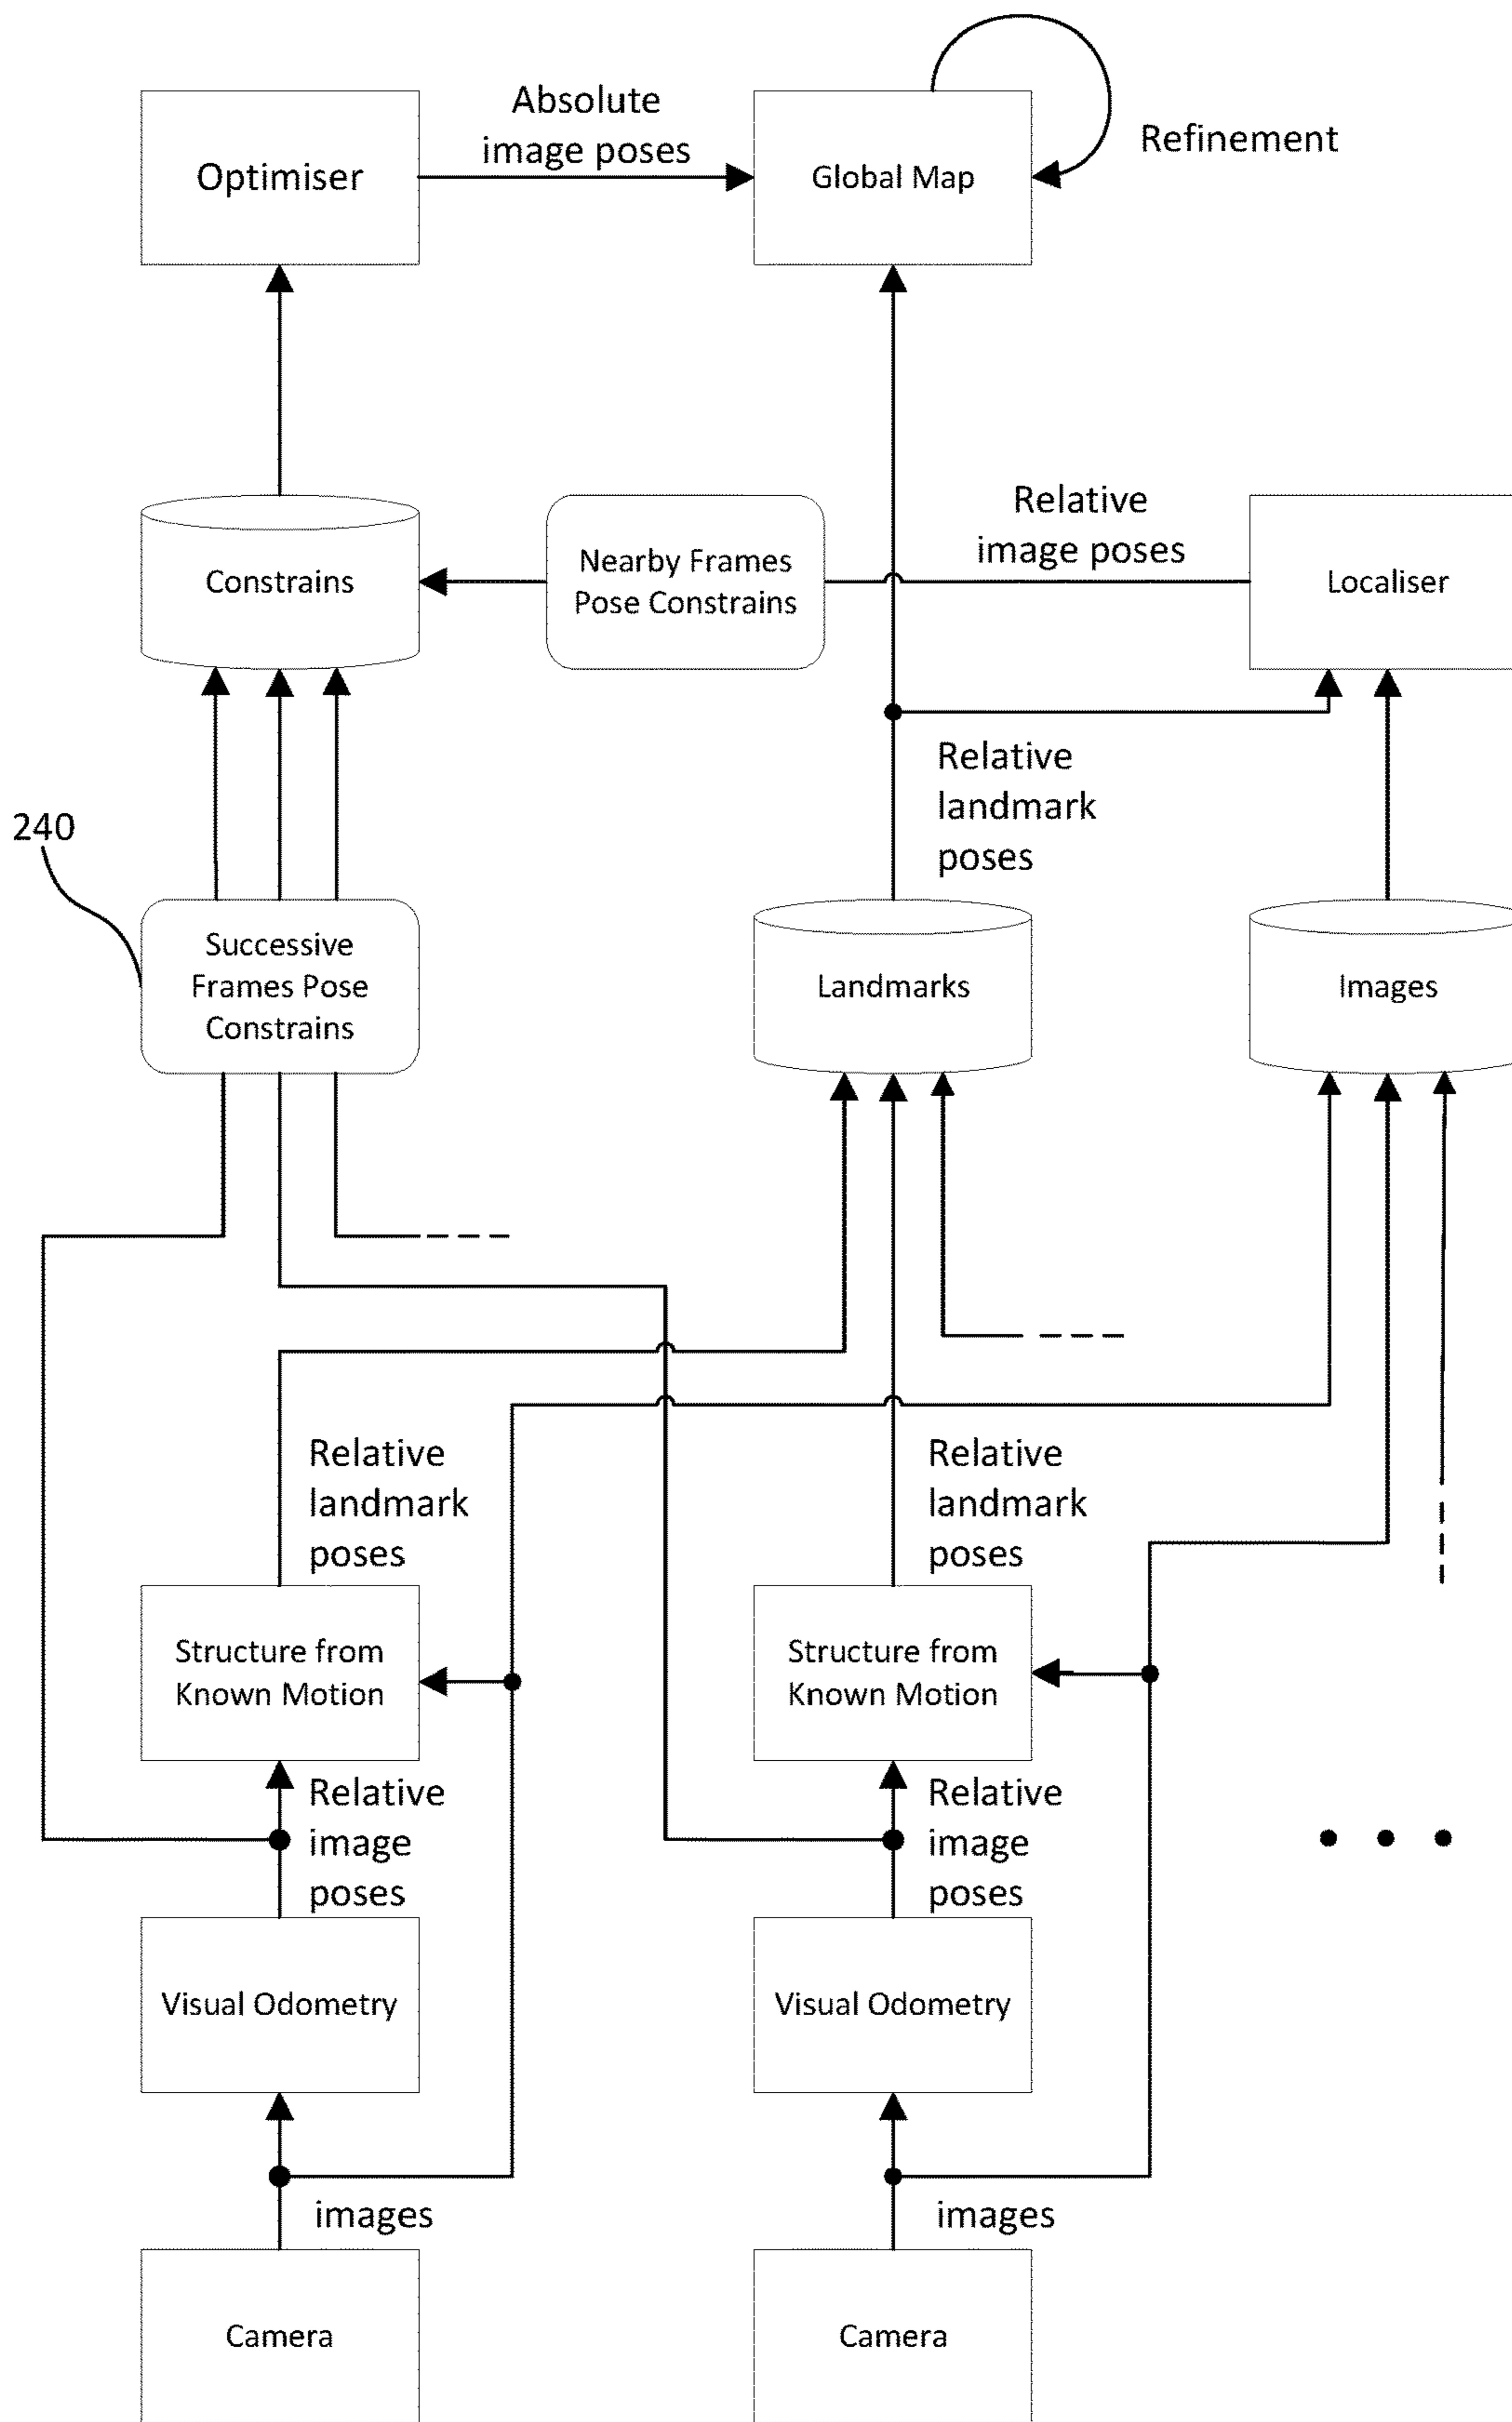 Absolute
image poses
Optimiser
Global Map
Refinement
Relative
image poses
Constrains
Nearby Frames
Pose Constrains
Localiser
Relative
landmark
poses
240
Successive
Frames Pose
Constrains
Landmarks
Images
Relative
landmark
poses
Relative
landmark
poses
Structure from
Known Motion
Structure from
Known Motion
Relative
image
poses
Relative
image
poses
Visual Odometry
Visual Odometry
images
images
Camera
Camera